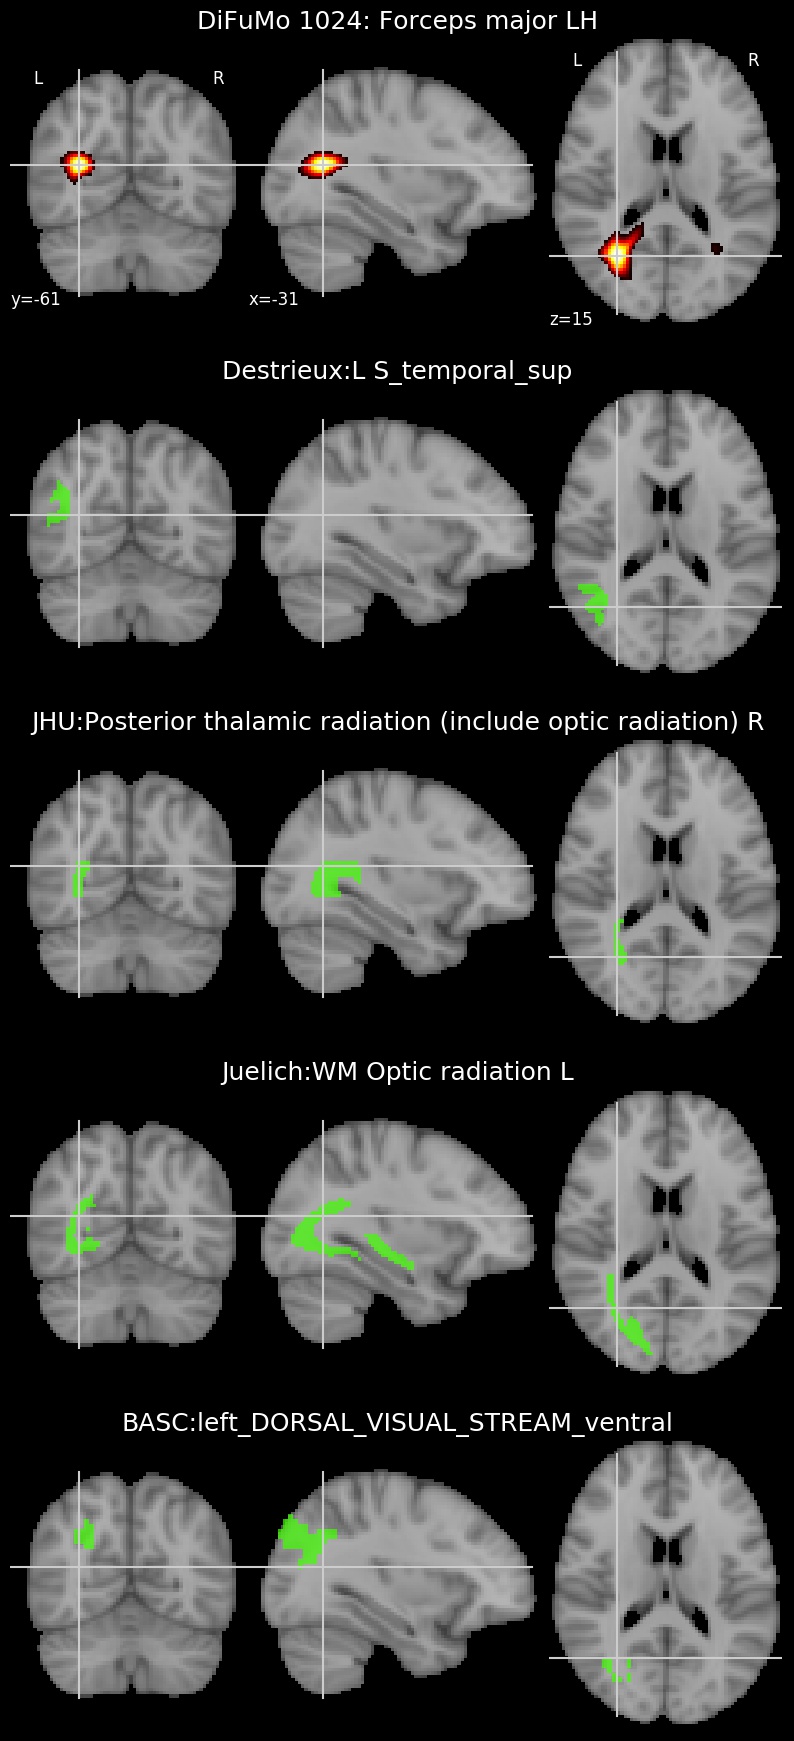 DiFuMo 1024: Forceps major LH
L
R
L
R
y=-61
x=-31
z=15
Destrieux:L S_temporal_sup
JHU:Posterior thalamic radiation (include optic radiation) R
Juelich:WM Optic radiation L
BASC:left_DORSAL_VISUAL_STREAM_ventral